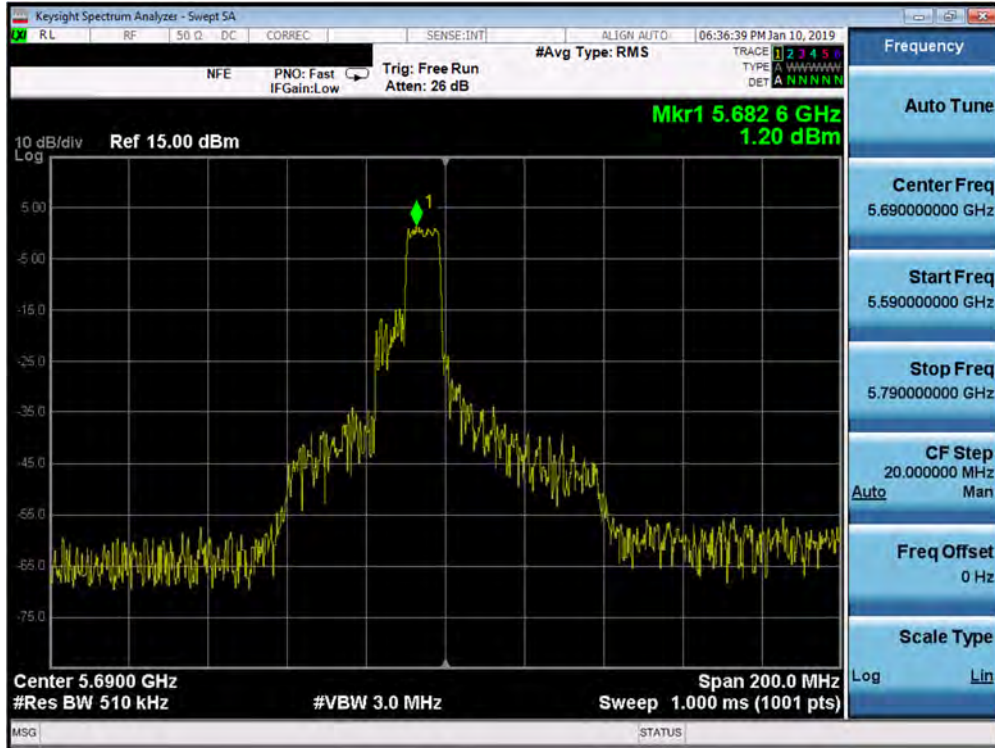 Keysight Spectrum Analyzer - Swept SA
RL RF 50 Ω DC CORREC SENSE:INT ALIGN AUTO 06:36:39 PM Jan 10, 2019
#Avg Type: RMS
TRACE 1 2 3 4 5 6
TYPE A W W W W W
DET A N N N N N
NFE PNO: Fast Trig: Free Run
IFGain:Low Atten: 26 dB
Mkr1 5.682 6 GHz
1.20 dBm
10 dB/div Ref 15.00 dBm
Log
1
5.00
-5.00
-15.0
-25.0
-35.0
-45.0
-55.0
-65.0
-75.0
Center 5.6900 GHz Span 200.0 MHz
#Res BW 510 kHz #VBW 3.0 MHz Sweep 1.000 ms (1001 pts)
MSG STATUS
Frequency
Auto Tune
Center Freq
5.690000000 GHz
Start Freq
5.590000000 GHz
Stop Freq
5.790000000 GHz
CF Step
20.000000 MHz
Auto Man
Freq Offset
0 Hz
Scale Type
Log Lin